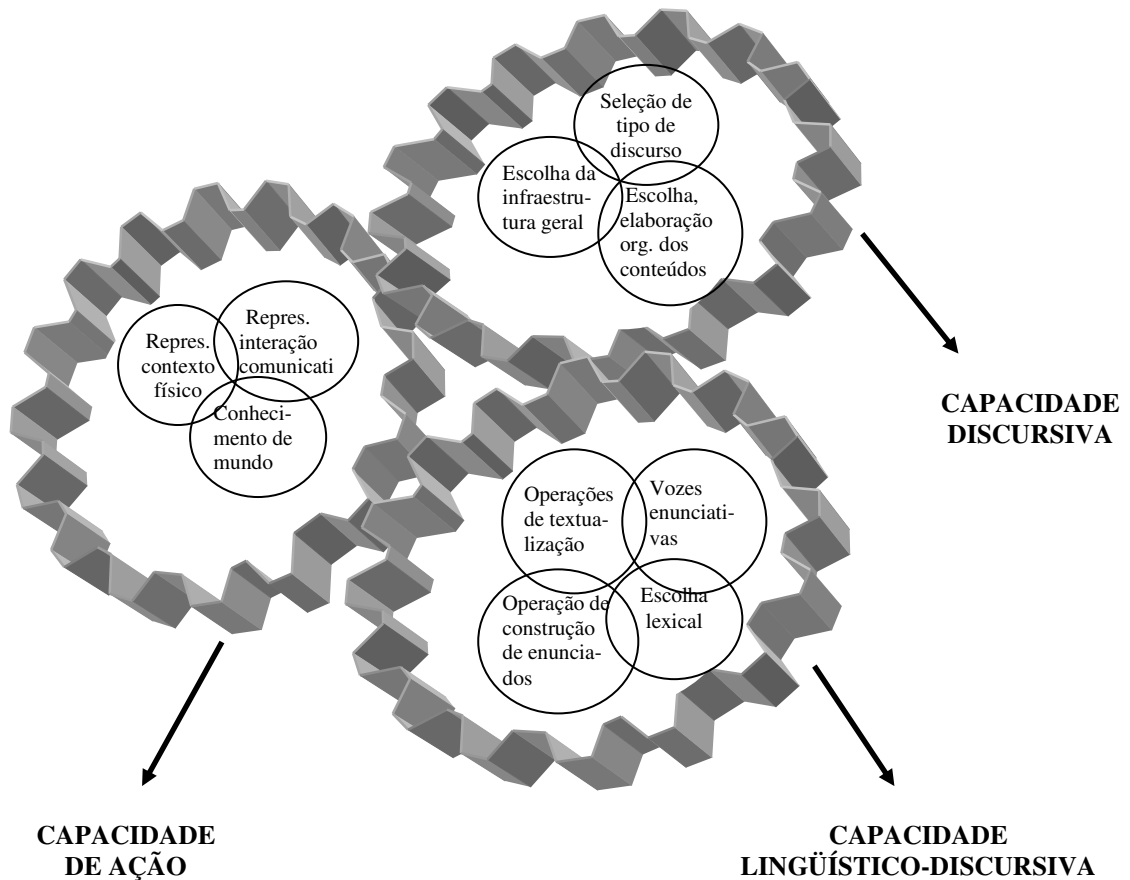 Seleção de
tipo de
discurso
Escolha da
infraestru-
tura geral
Escolha,
elaboração
org. dos
conteúdos
Repres.
contexto
físico
Repres.
interação
comunicati
Conheci-
mento de
mundo
CAPACIDADE
DISCURSIVA
Operações
de textua-
lização
Vozes
enunciati-
vas
Operação de
construção
de enuncia-
dos
Escolha
lexical
CAPACIDADE
DE AÇÃO
CAPACIDADE
LINGÜÍSTICO-DISCURSIVA